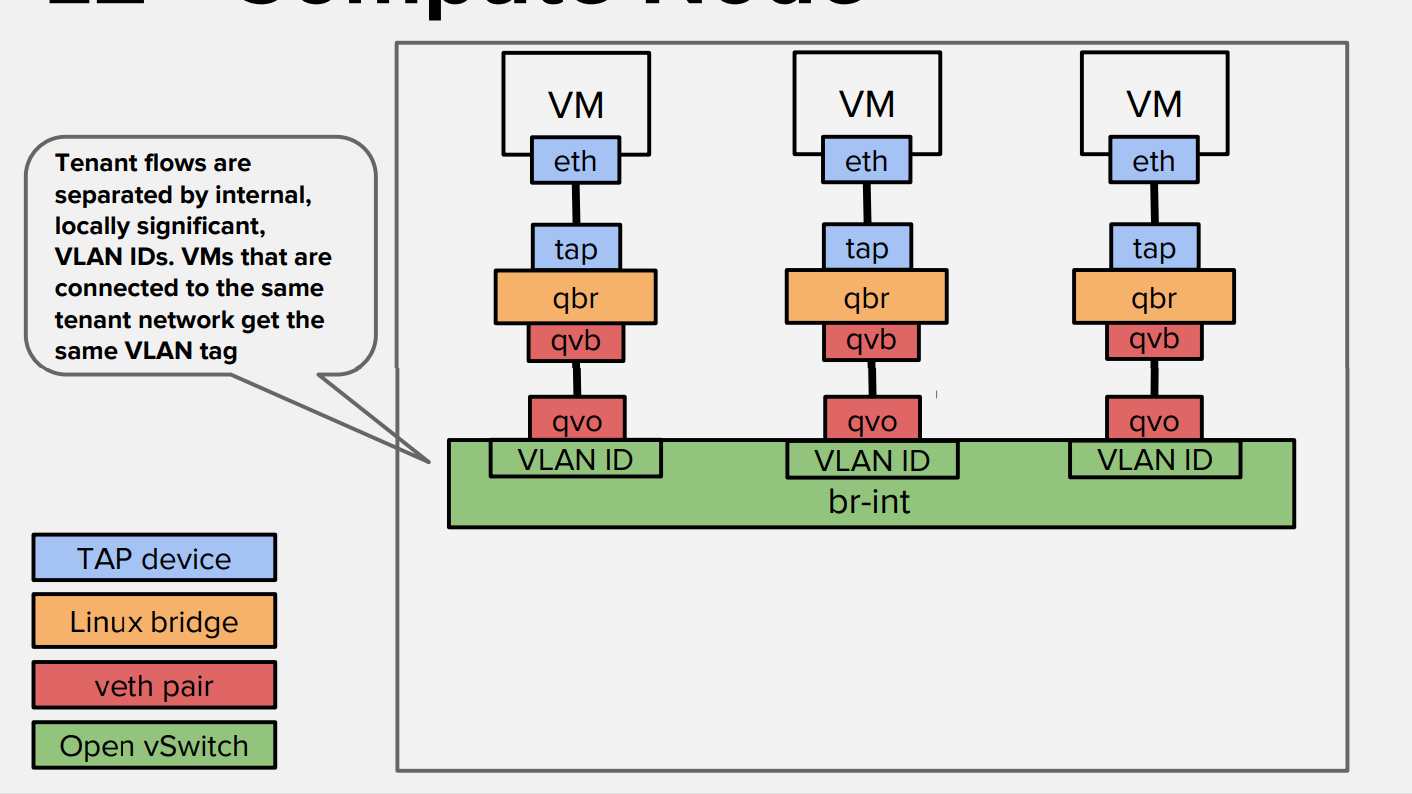 L2 - Compute Node
VM VM VM
eth eth eth
Tenant flows are
separated by internal,
locally significant,
VLAN IDs. VMs that are
connected to the same
tenant network get the
same VLAN tag
tap tap tap
qbr qbr qbr
qvb qvb qvb
qvo qvo qvo
VLAN ID VLAN ID VLAN ID
br-int
TAP device
Linux bridge
veth pair
Open vSwitch